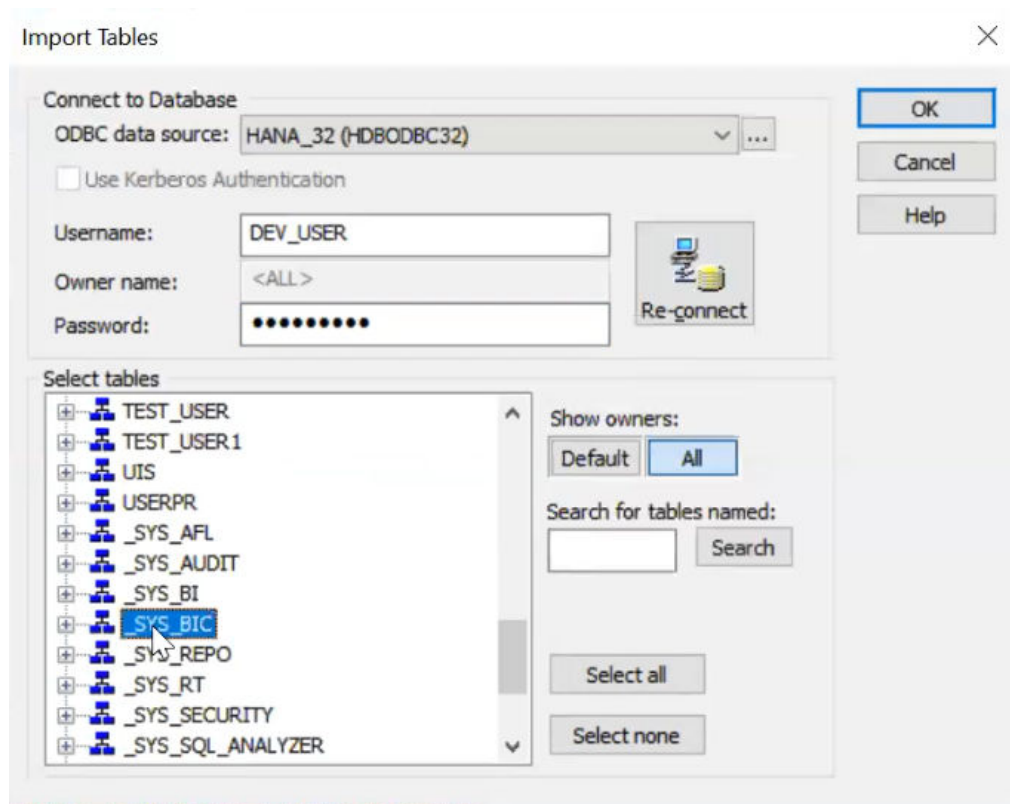 Import Tables
Connect to Database
ODBC data source: HANA_32 (HDBODBC32) ...
Use Kerberos Authentication
Username: DEV_USER
Owner name: <ALL>
Password: •••••••••
Re-connect
OK
Cancel
Help
Select tables
TEST_USER
TEST_USER1
UIS
USERPR
_SYS_AFL
_SYS_AUDIT
_SYS_BI
_SYS_BIC
_SYS_REPO
_SYS_RT
_SYS_SECURITY
_SYS_SQL_ANALYZER
Show owners:
Default All
Search for tables named:
Search
Select all
Select none